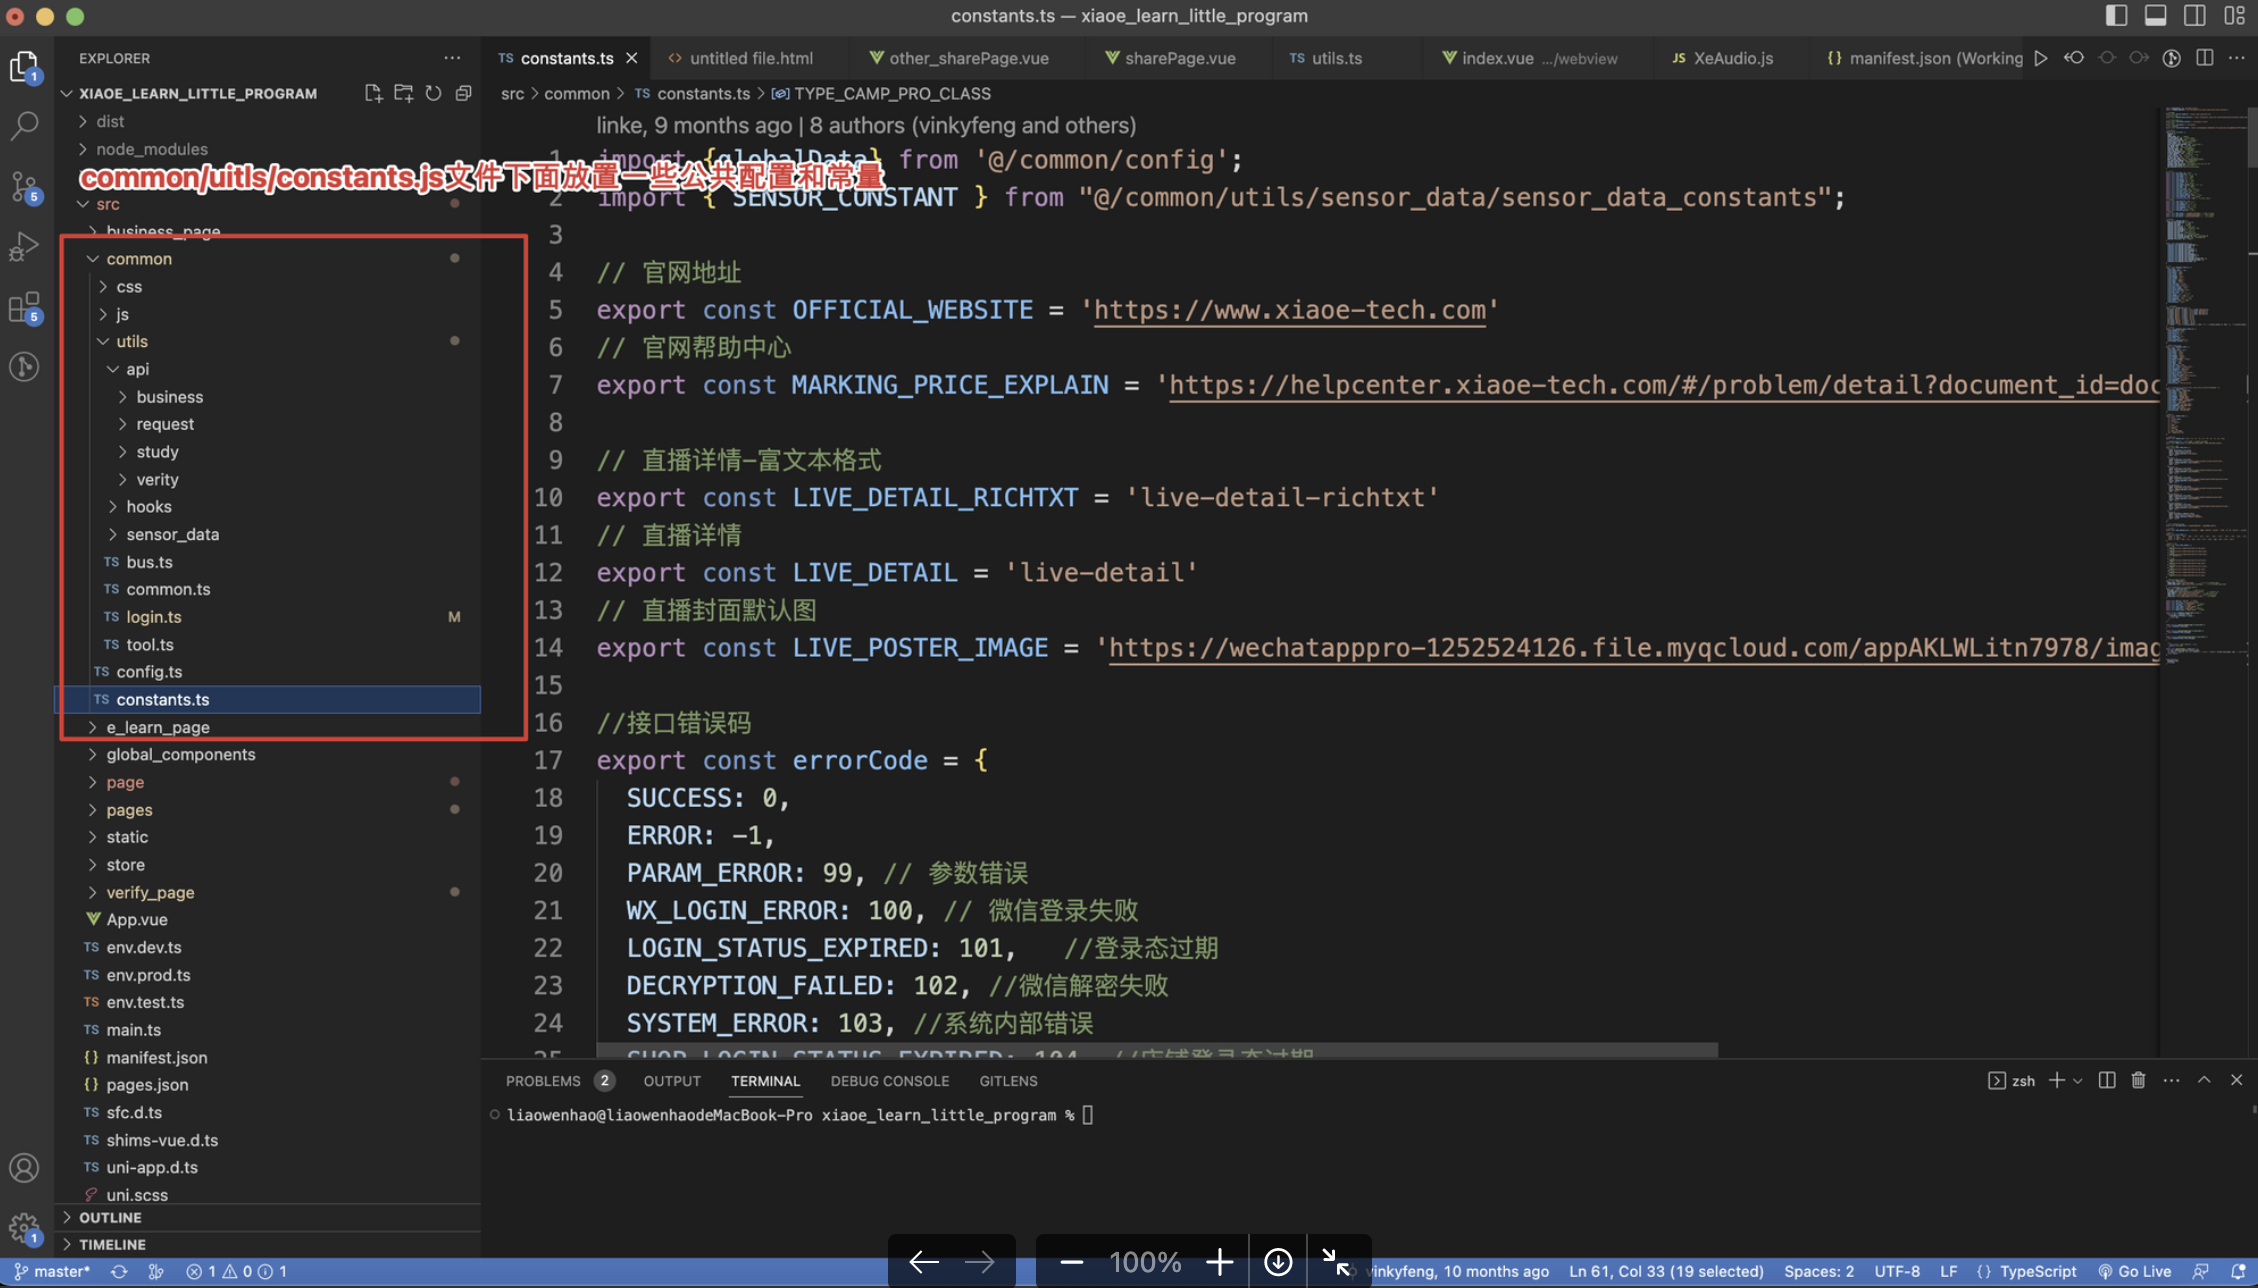 constants.ts — xiaoe_learn_little_program
EXPLORER
constants.ts
untitled file.html
other_sharePage.vue
sharePage.vue
TS utils.ts
index.vue .../webview
JS XeAudio.js
{} manifest.json (Working
XIAOE_LEARN_LITTLE_PROGRAM
src > common > TS constants.ts > TYPE_CAMP_PRO_CLASS
dist
node_modules
common/uitls/constants.js文件下面放置一些公共配置和常量
src
business_page
common
css
js
utils
api
business
request
study
verity
hooks
sensor_data
TS bus.ts
TS common.ts
TS login.ts M
TS tool.ts
TS config.ts
TS constants.ts
e_learn_page
global_components
page
pages
static
store
verify_page
App.vue
TS env.dev.ts
TS env.prod.ts
TS env.test.ts
TS main.ts
{} manifest.json
{} pages.json
TS sfc.d.ts
TS shims-vue.d.ts
TS uni-app.d.ts
uni.scss
OUTLINE
TIMELINE
linke, 9 months ago | 8 authors (vinkyfeng and others)
1 import {globalData} from '@/common/config';
2 import { SENSOR_CONSTANT } from "@/common/utils/sensor_data/sensor_data_constants";
3
4 // 官网地址
5 export const OFFICIAL_WEBSITE = 'https://www.xiaoe-tech.com'
6 // 官网帮助中心
7 export const MARKING_PRICE_EXPLAIN = 'https://helpcenter.xiaoe-tech.com/#/problem/detail?document_id=doc
8
9 // 直播详情-富文本格式
10 export const LIVE_DETAIL_RICHTXT = 'live-detail-richtxt'
11 // 直播详情
12 export const LIVE_DETAIL = 'live-detail'
13 // 直播封面默认图
14 export const LIVE_POSTER_IMAGE = 'https://wechatapppro-1252524126.file.myqcloud.com/appAKLWLitn7978/imag
15
16 //接口错误码
17 export const errorCode = {
18 SUCCESS: 0,
19 ERROR: -1,
20 PARAM_ERROR: 99, // 参数错误
21 WX_LOGIN_ERROR: 100, // 微信登录失败
22 LOGIN_STATUS_EXPIRED: 101, //登录态过期
23 DECRYPTION_FAILED: 102, //微信解密失败
24 SYSTEM_ERROR: 103, //系统内部错误
25 SHOP_LOGIN_STATUS_EXPIRED: 104, //店铺登录态过期
PROBLEMS 2 OUTPUT TERMINAL DEBUG CONSOLE GITLENS
zsh
liaowenhao@liaowenhaodeMacBook-Pro xiaoe_learn_little_program %
100%
master* 1 0 1
vinkyfeng, 10 months ago Ln 61, Col 33 (19 selected) Spaces: 2 UTF-8 LF {} TypeScript Go Live